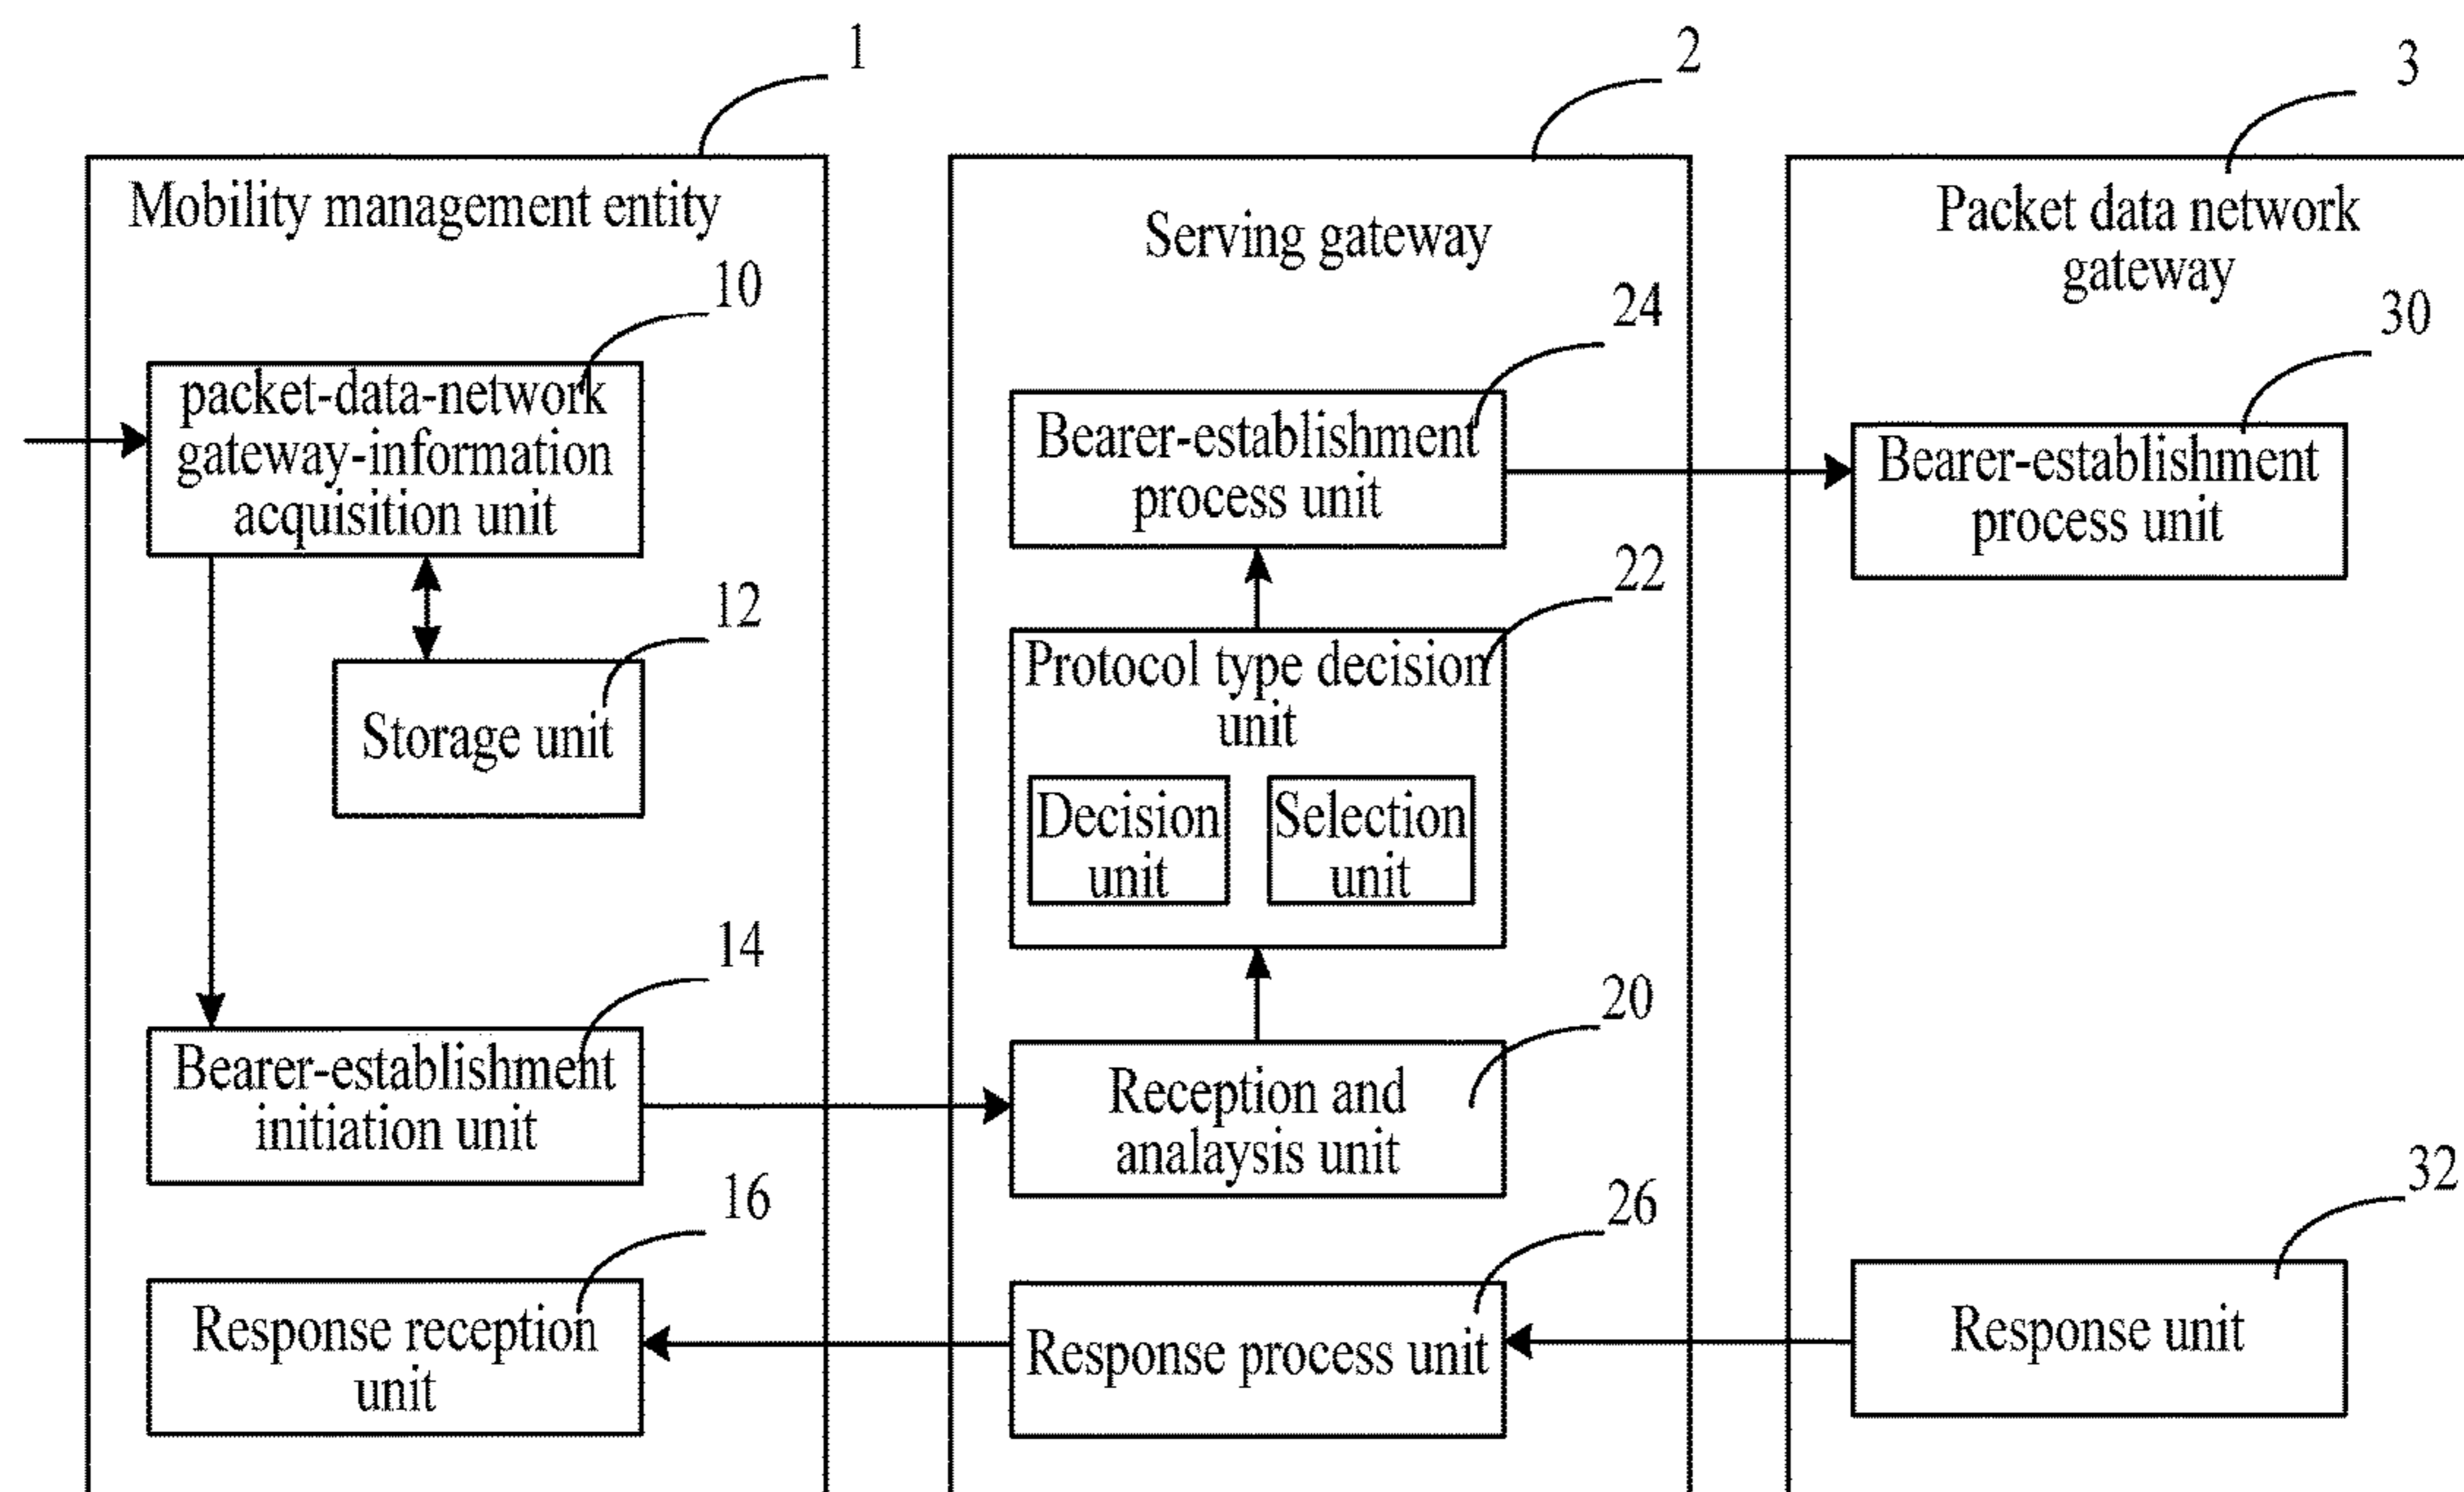 1
2
3
Mobility management entity
10
packet-data-network
gateway-information
acquisition unit
12
Storage unit
14
Bearer-establishment
initiation unit
16
Response reception
unit
Serving gateway
24
Bearer-establishment
process unit
22
Protocol type decision
unit
Decision
unit
Selection
unit
20
Reception and
analaysis unit
26
Response process unit
Packet data network
gateway
30
Bearer-establishment
process unit
32
Response unit